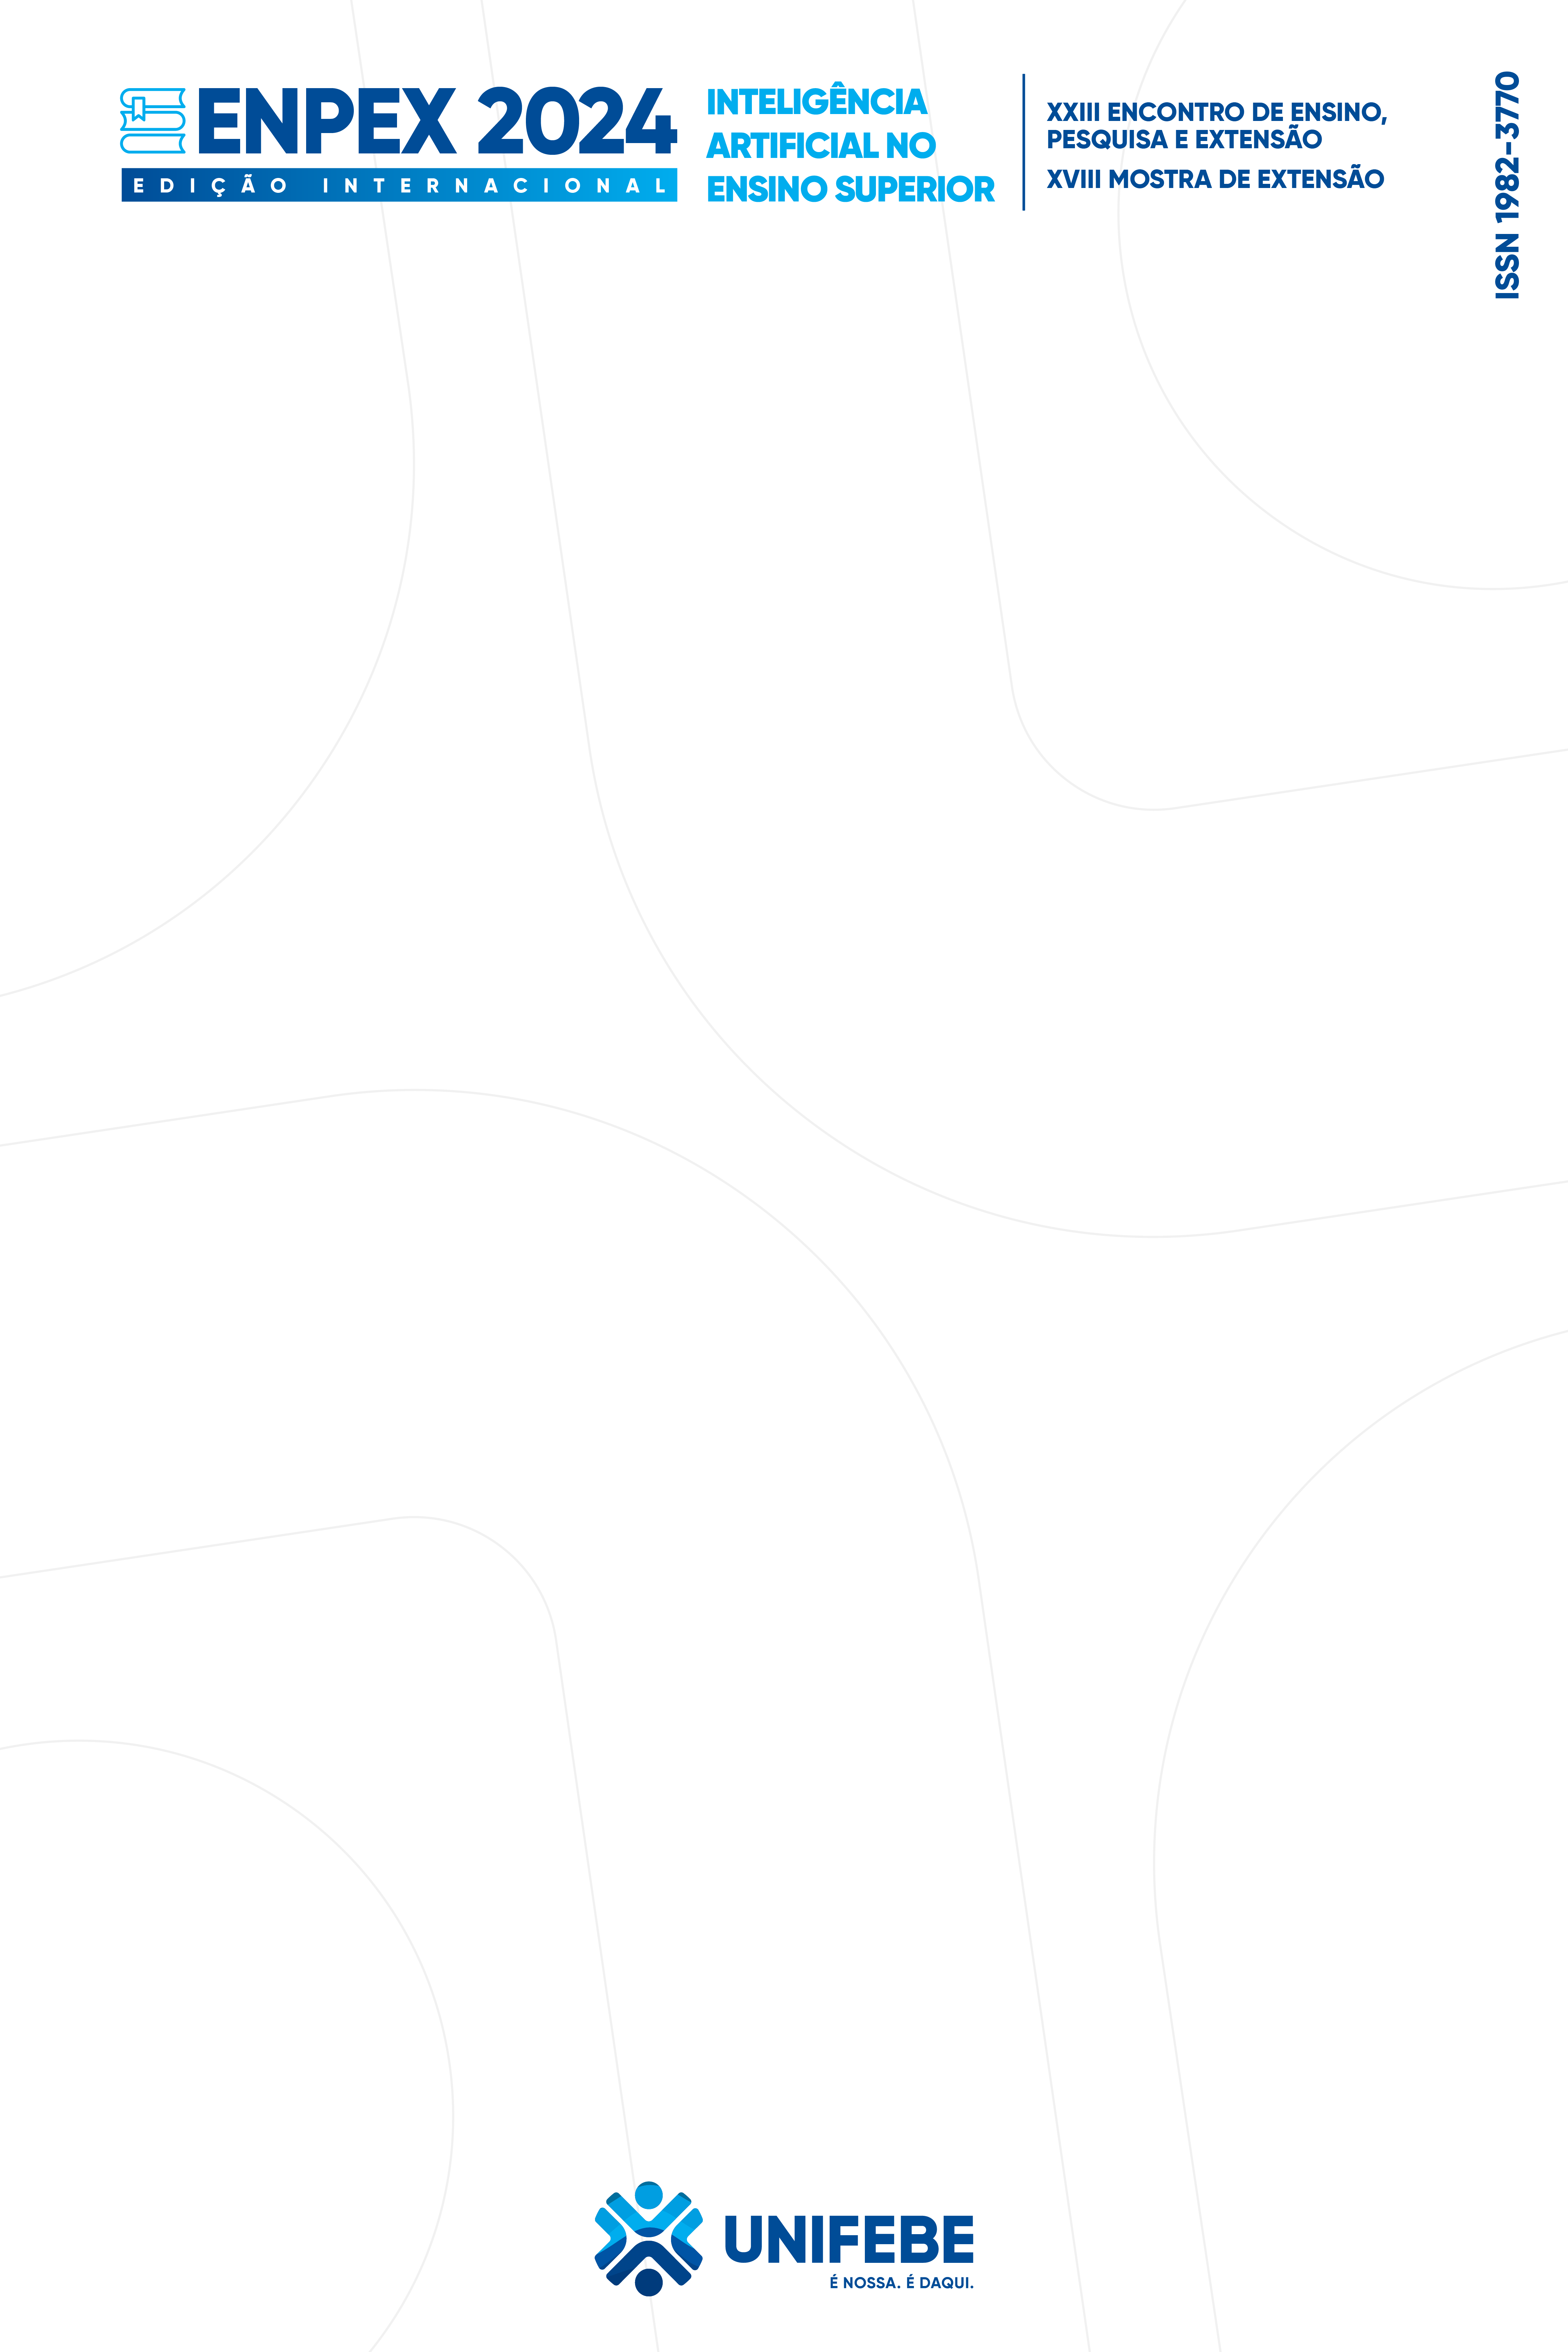 ENPEX 2024
EDIÇÃO INTERNACIONAL
INTELIGÊNCIA
ARTIFICIAL NO
ENSINO SUPERIOR
XXIII ENCONTRO DE ENSINO,
PESQUISA E EXTENSÃO
XVIII MOSTRA DE EXTENSÃO
ISSN 1982-3770
UNIFEBE
É NOSSA. É DAQUI.